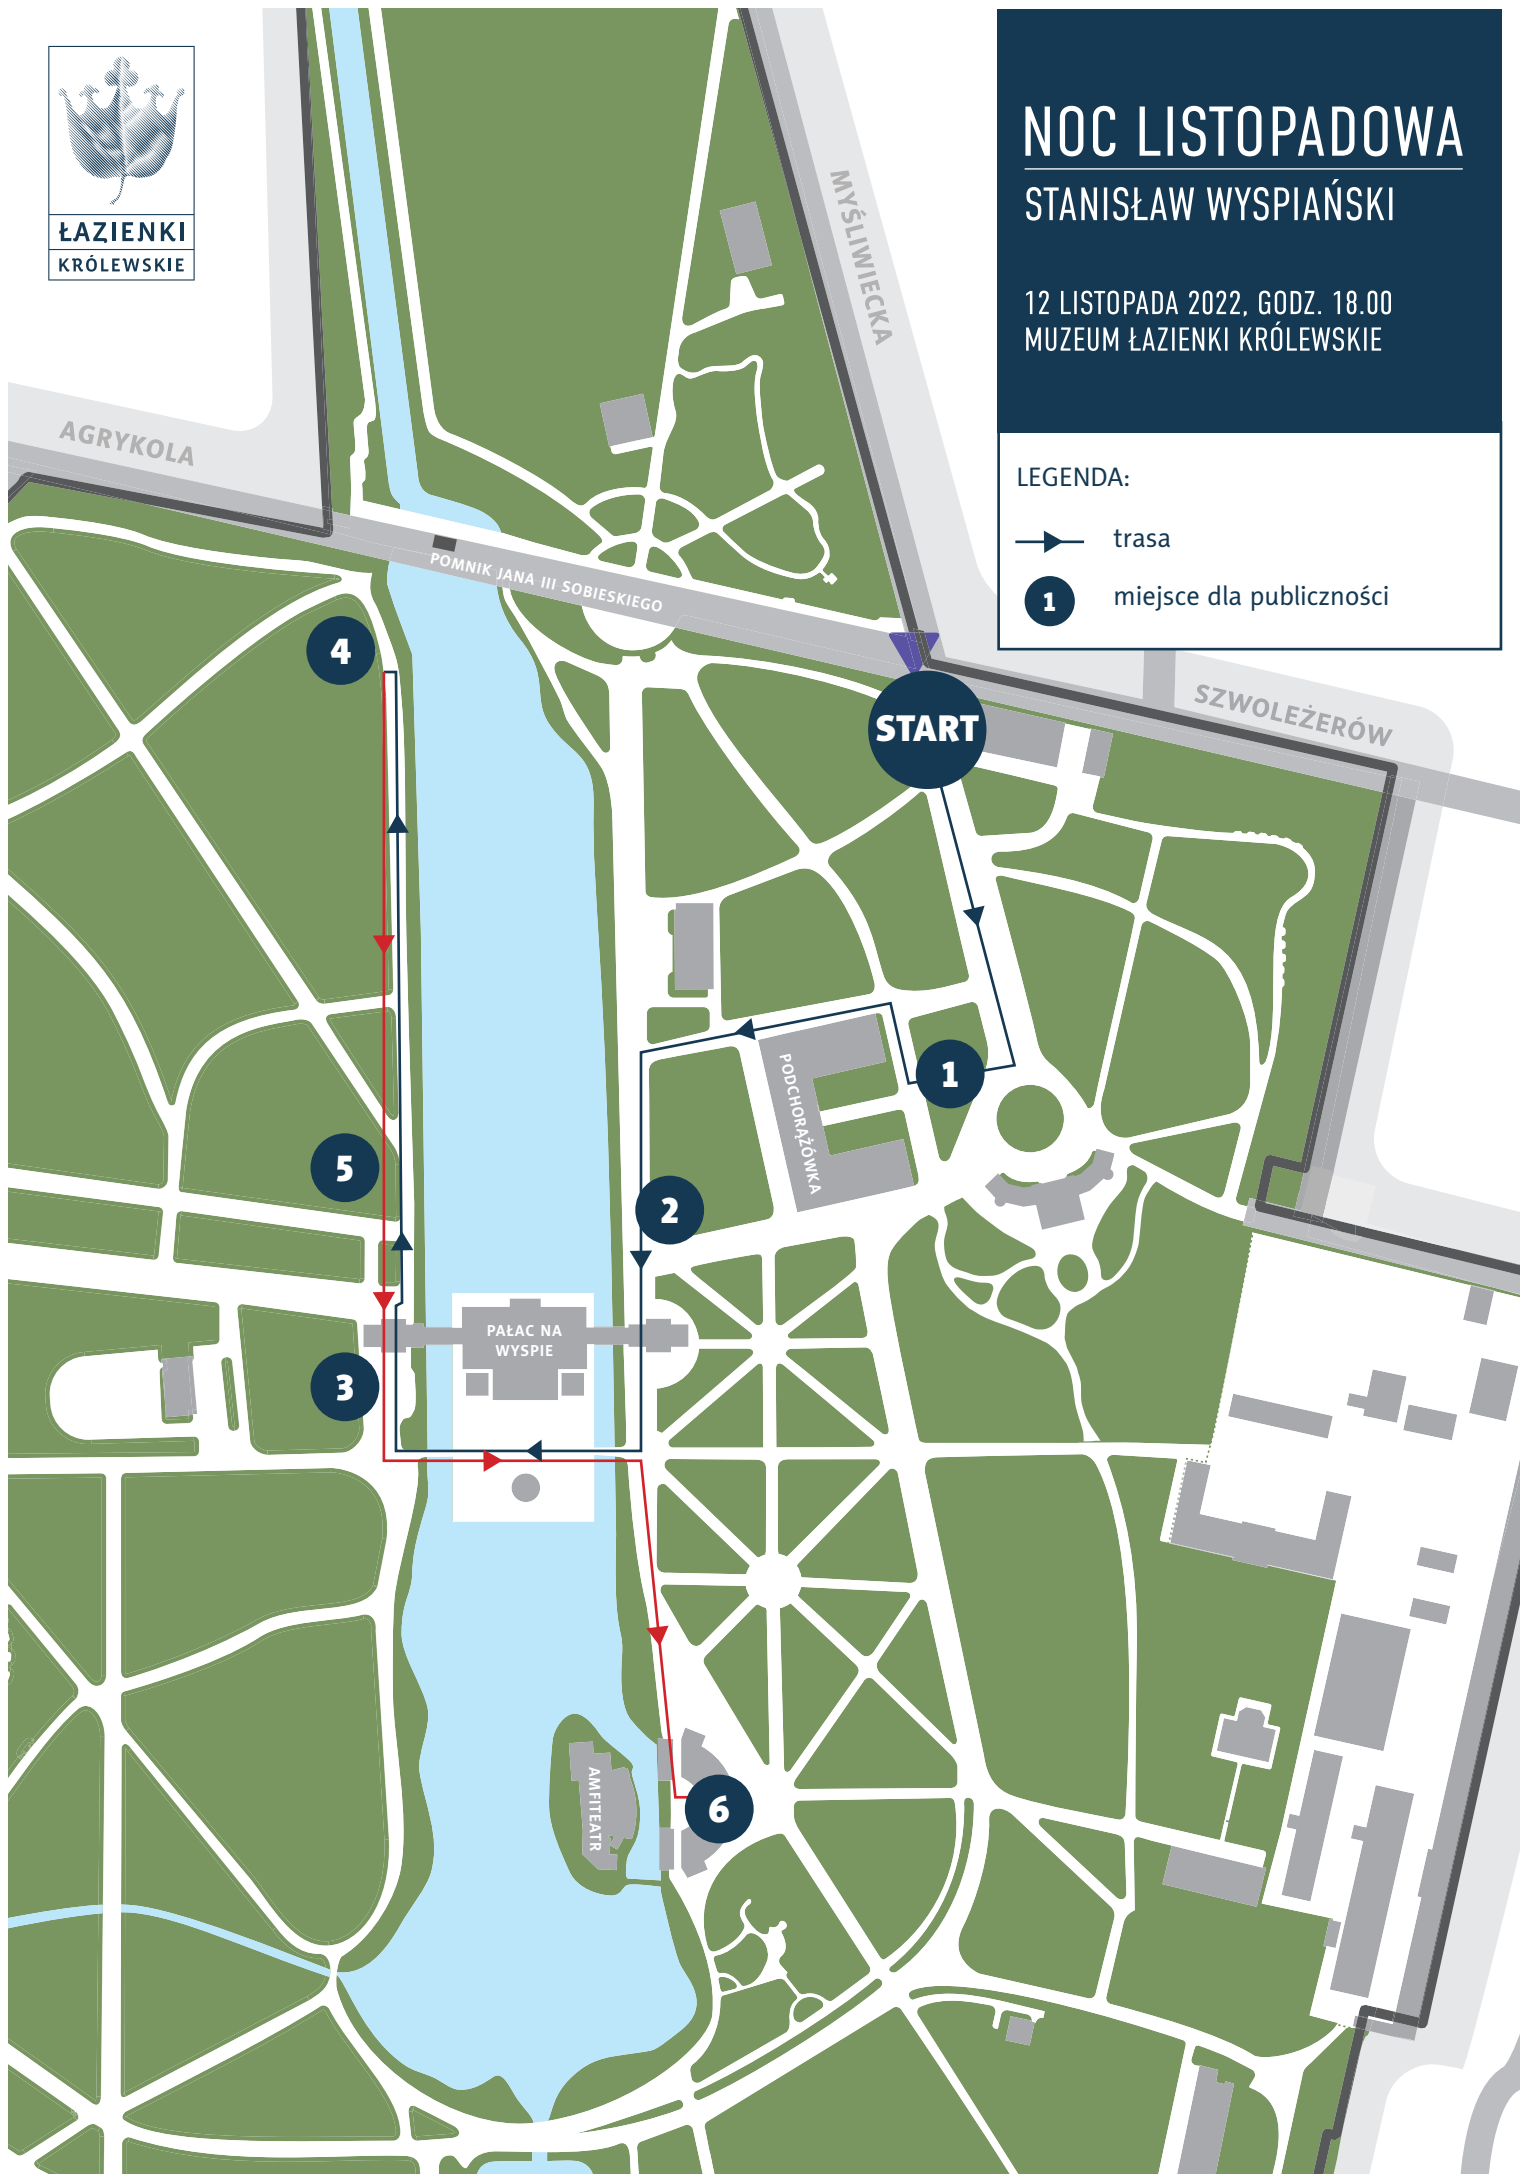 ŁAZIENKI
KRÓLEWSKIE
NOC LISTOPADOWA
STANISŁAW WYSPIAŃSKI
12 LISTOPADA 2022, GODZ. 18.00
MUZEUM ŁAZIENKI KRÓLEWSKIE
LEGENDA:
trasa
1 miejsce dla publiczności
MYŚLIWIECKA
AGRYKOLA
POMNIK JANA III SOBIESKIEGO
SZWOLEŻERÓW
START
4
1
PODCHORĄŻÓWKA
5
2
PAŁAC NA
WYSPIE
3
AMFITEATR
6